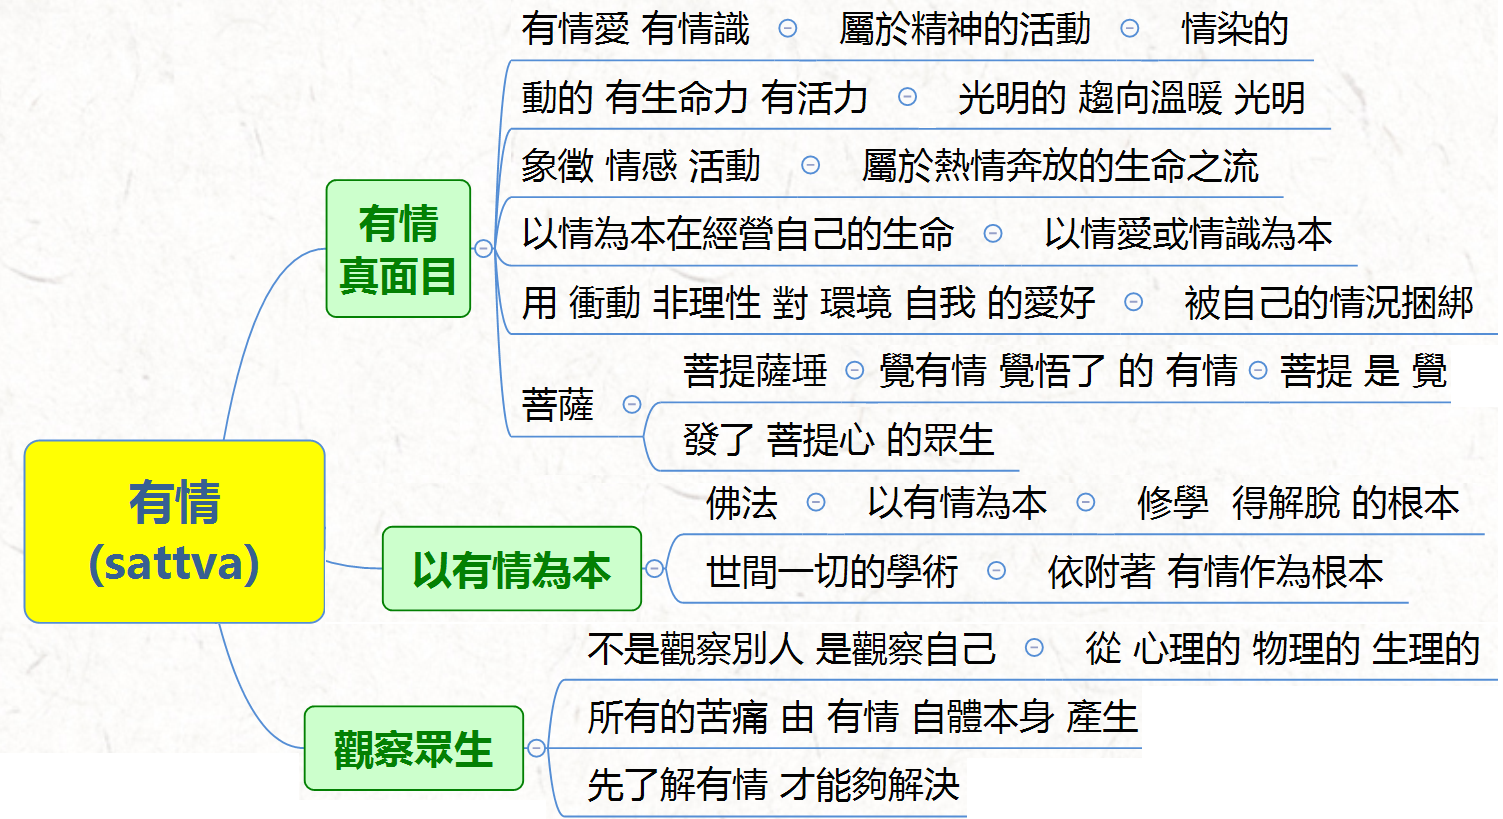 有情愛 有情識 屬於精神的活動 情染的
動的 有生命力 有活力 光明的 趨向溫暖 光明
象徵 情感 活動 屬於熱情奔放的生命之流
有情
真面目
以情為本在經營自己的生命 以情愛或情識為本
用 衝動 非理性 對 環境 自我 的愛好 被自己的情況捆綁
菩薩
菩提薩埵 覺有情 覺悟了 的 有情 菩提 是 覺
發了 菩提心 的眾生
有情
(sattva)
以有情為本
佛法 以有情為本 修學 得解脫 的根本
世間一切的學術 依附著 有情作為根本
觀察眾生
不是觀察別人 是觀察自己 從 心理的 物理的 生理的
所有的苦痛 由 有情 自體本身 產生
先了解有情 才能夠解決